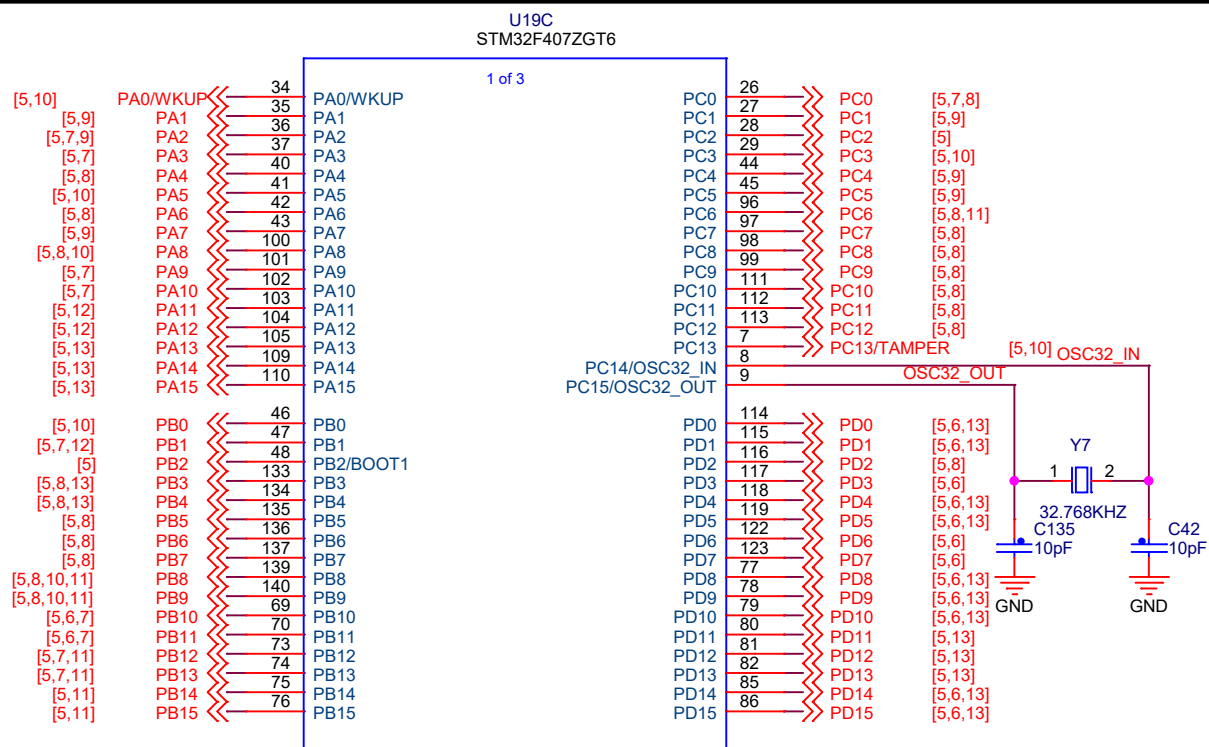 U19C
STM32F407ZGT6
1 of 3
[5,10] PA0/WKUP 34 PA0/WKUP PC0 26 PC0 [5,7,8]
[5,9] PA1 35 PA1 PC1 27 PC1 [5,9]
[5,7,9] PA2 36 PA2 PC2 28 PC2 [5]
[5,7] PA3 37 PA3 PC3 29 PC3 [5,10]
[5,8] PA4 40 PA4 PC4 44 PC4 [5,9]
[5,10] PA5 41 PA5 PC5 45 PC5 [5,9]
[5,8] PA6 42 PA6 PC6 96 PC6 [5,8,11]
[5,9] PA7 43 PA7 PC7 97 PC7 [5,8]
[5,8,10] PA8 100 PA8 PC8 98 PC8 [5,8]
[5,7] PA9 101 PA9 PC9 99 PC9 [5,8]
[5,7] PA10 102 PA10 PC10 111 PC10 [5,8]
[5,12] PA11 103 PA11 PC11 112 PC11 [5,8]
[5,12] PA12 104 PA12 PC12 113 PC12 [5,8]
[5,13] PA13 105 PA13 PC13 7 PC13/TAMPER [5,10]
[5,13] PA14 109 PA14 PC14/OSC32_IN 8 OSC32_IN
[5,13] PA15 110 PA15 PC15/OSC32_OUT 9 OSC32_OUT
[5,10] PB0 46 PB0 PD0 114 PD0 [5,6,13]
[5,7,12] PB1 47 PB1 PD1 115 PD1 [5,6,13]
[5] PB2 48 PB2/BOOT1 PD2 116 PD2 [5,8]
[5,8,13] PB3 133 PB3 PD3 117 PD3 [5,6]
[5,8,13] PB4 134 PB4 PD4 118 PD4 [5,6,13]
[5,8] PB5 135 PB5 PD5 119 PD5 [5,6,13]
[5,8] PB6 136 PB6 PD6 122 PD6 [5,6]
[5,8] PB7 137 PB7 PD7 123 PD7 [5,6]
[5,8,10,11] PB8 139 PB8 PD8 77 PD8 [5,6,13]
[5,8,10,11] PB9 140 PB9 PD9 78 PD9 [5,6,13]
[5,6,7] PB10 69 PB10 PD10 79 PD10 [5,6,13]
[5,6,7] PB11 70 PB11 PD11 80 PD11 [5,13]
[5,7,11] PB12 73 PB12 PD12 81 PD12 [5,13]
[5,7,11] PB13 74 PB13 PD13 82 PD13 [5,13]
[5,11] PB14 75 PB14 PD14 85 PD14 [5,6,13]
[5,11] PB15 76 PB15 PD15 86 PD15 [5,6,13]
Y7
1 2
32.768KHZ
C135 C42
10pF 10pF
GND GND